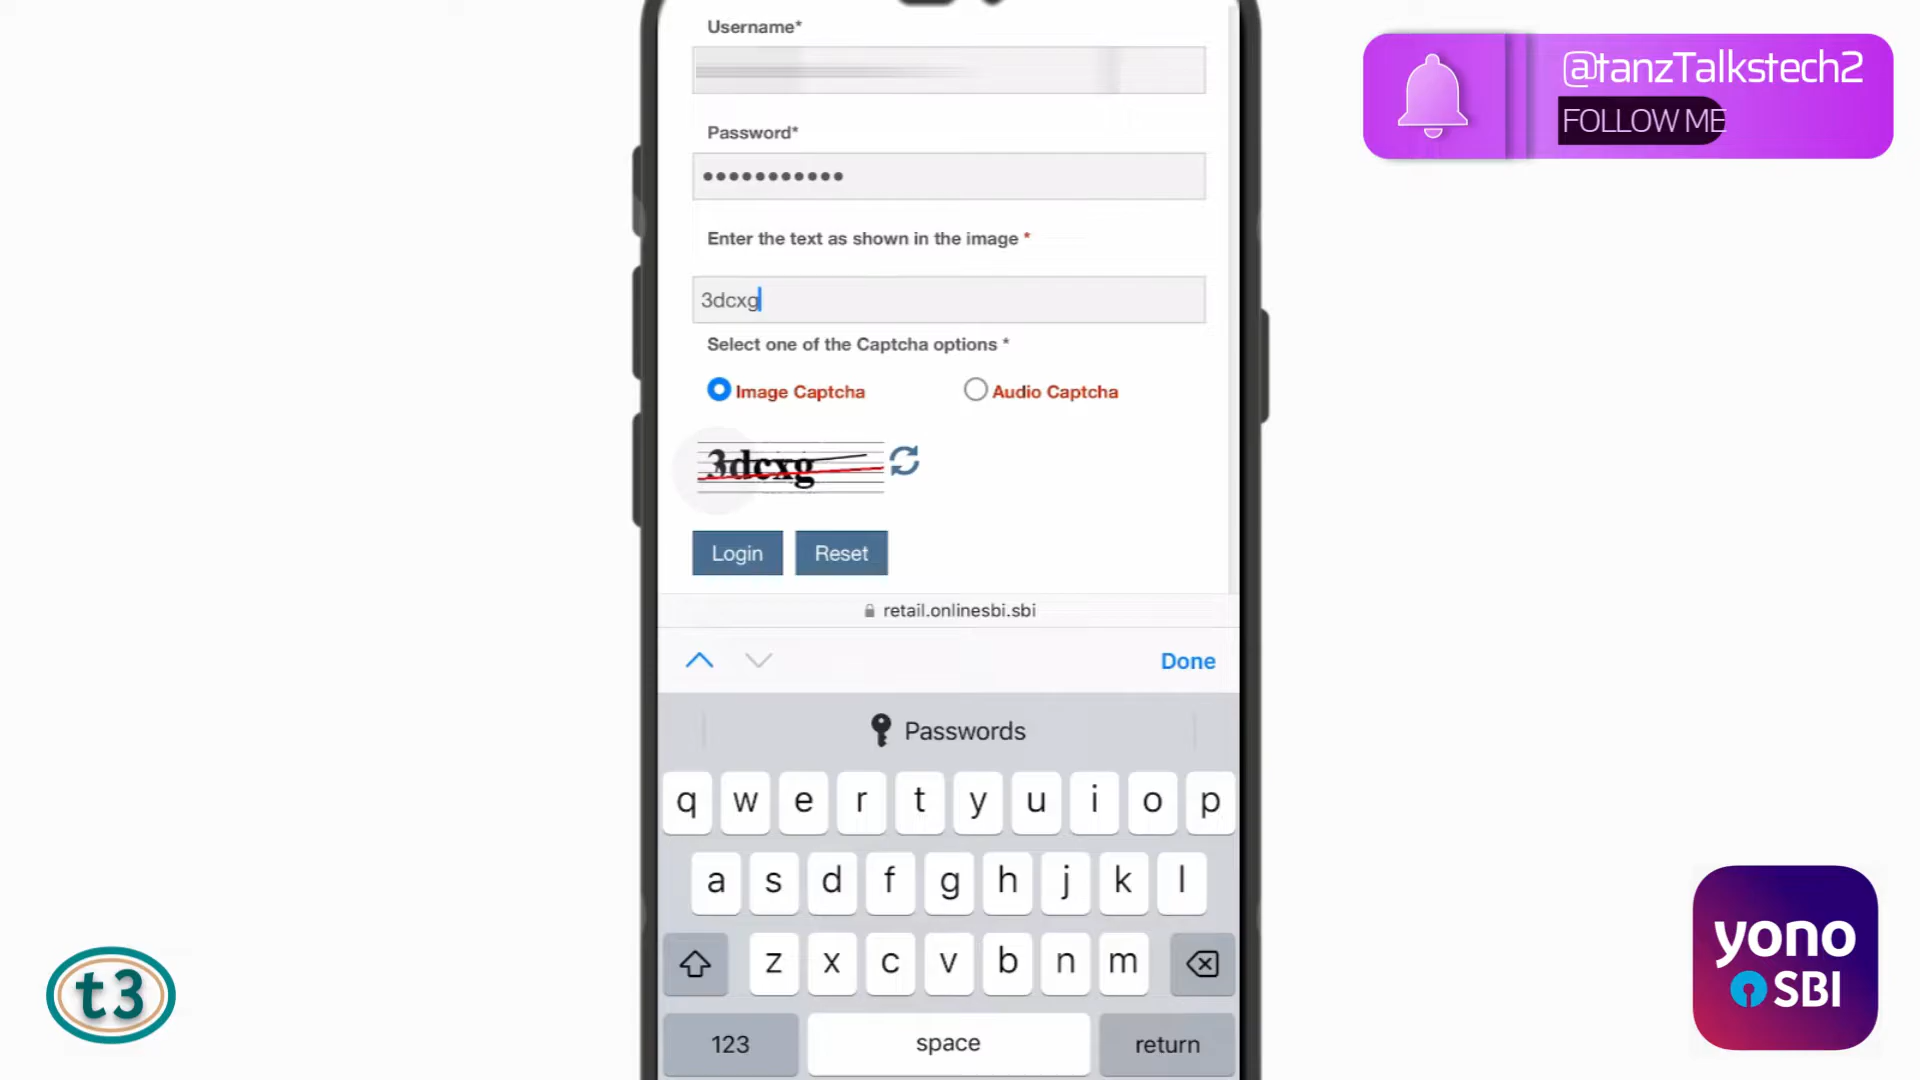 Username*
@tanzTalkstech2
FOLLOW ME
Password*
•••••••••••
Enter the text as shown in the image *
3dcxg
Select one of the Captcha options *
Image Captcha
Audio Captcha
3dcxg
Login
Reset
retail.onlinesbi.sbi
Done
Passwords
q w e r t y u i o p
a s d f g h j k l
z x c v b n m
yono
SBI
t3
123 space return